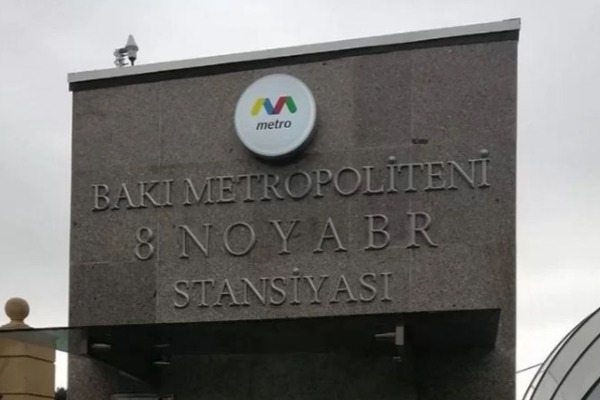 metro
BAKI METROPOLİTENİ
8 NOYABR
STANSİYASI